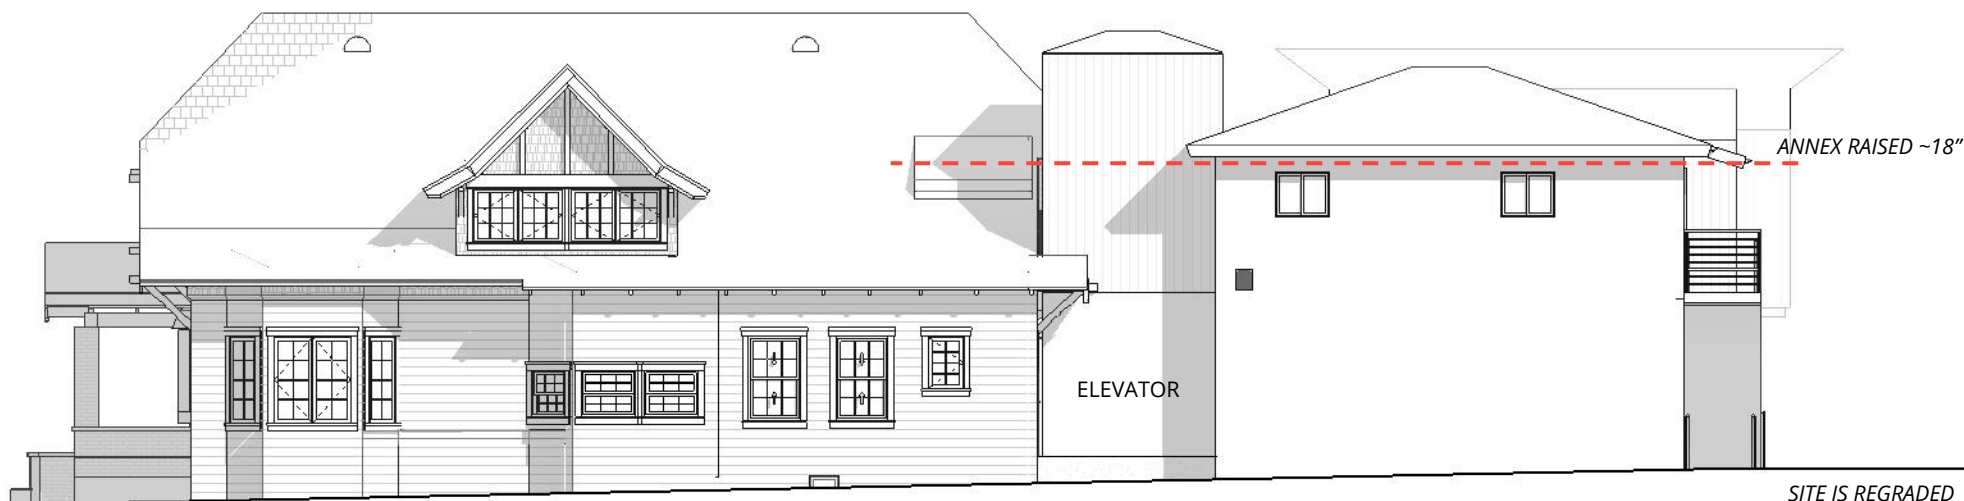 ANNEX RAISED ~18"
ELEVATOR
SITE IS REGRADED